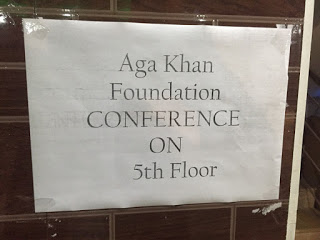 Aga Khan
Foundation
CONFERENCE
ON
5th Floor